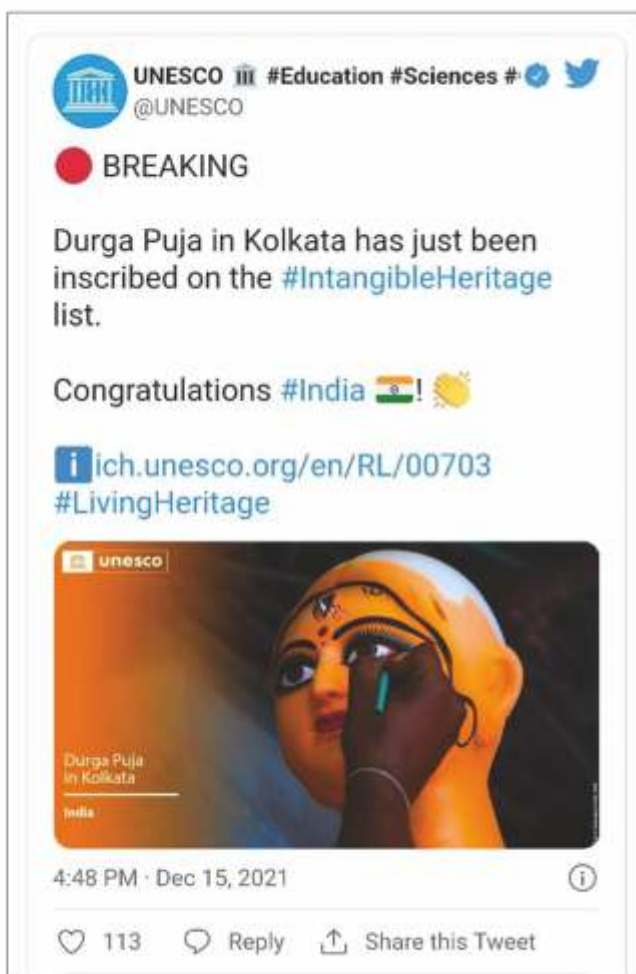 UNESCO 🏛 #Education #Sciences #
@UNESCO
🔴 BREAKING
Durga Puja in Kolkata has just been
inscribed on the #IntangibleHeritage
list.
Congratulations #India 🇮🇳! 👏
ℹ️ich.unesco.org/en/RL/00703
#LivingHeritage
unesco
Durga Puja
in Kolkata
India
4:48 PM · Dec 15, 2021
113 Reply Share this Tweet